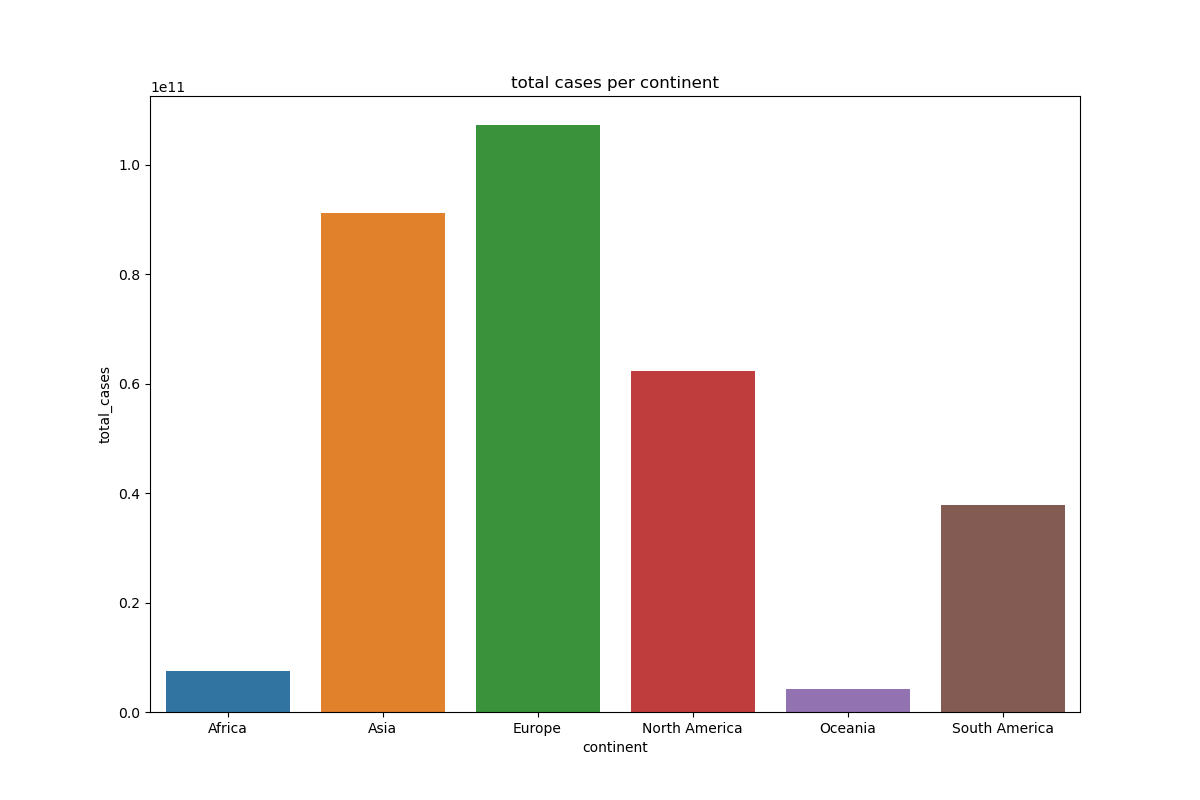 total cases per continent
1e11
1.0
0.8
0.6
0.4
0.2
0.0
total_cases
Africa Asia Europe North America Oceania South America
continent